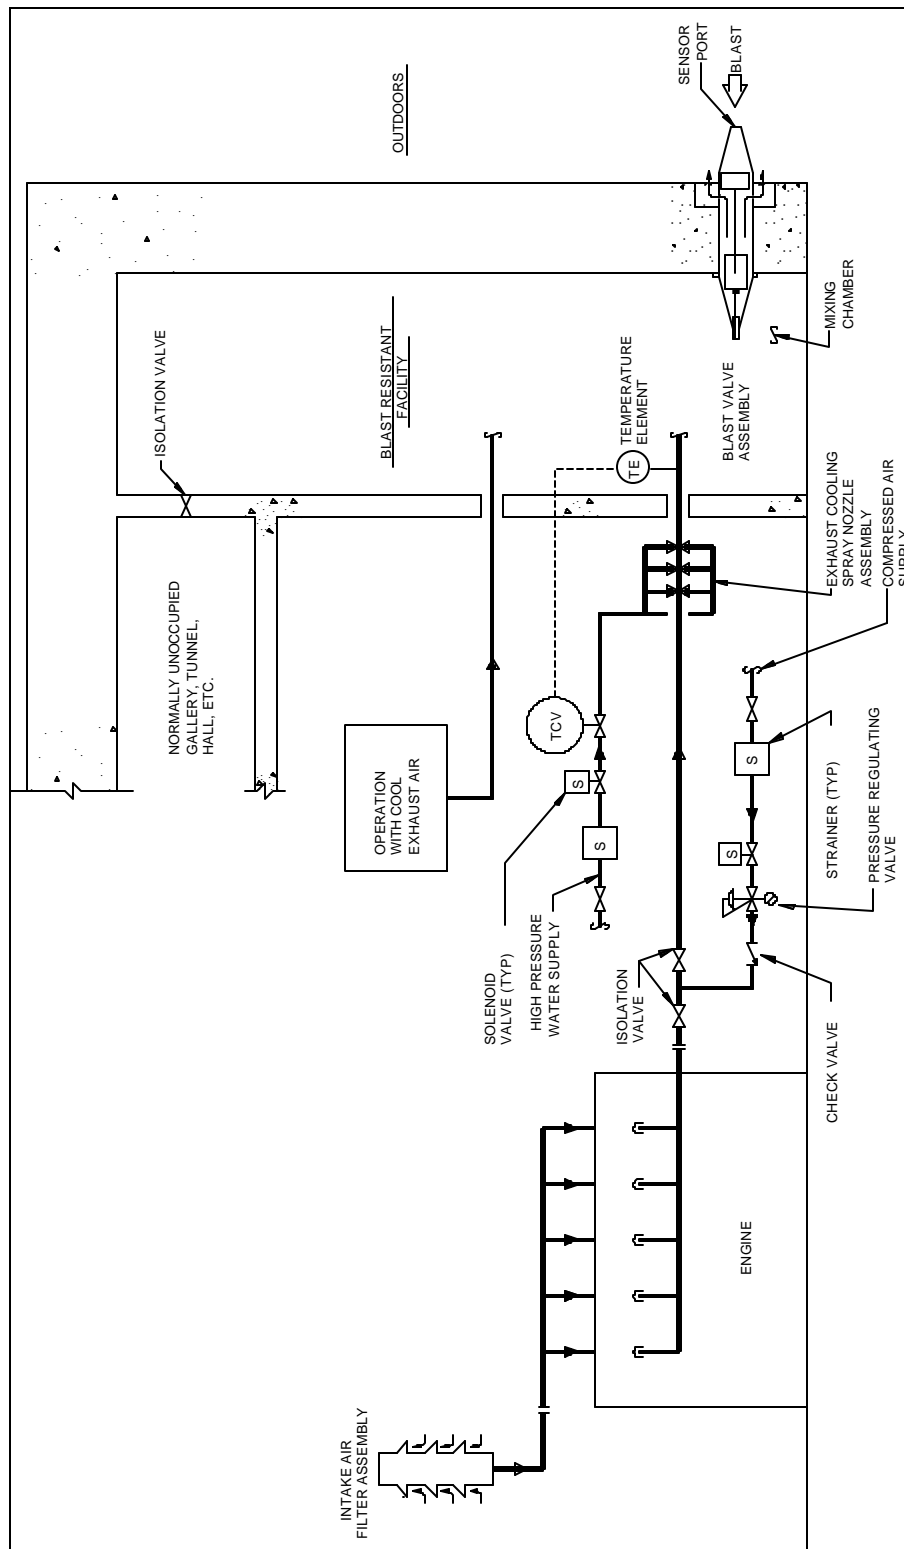 OUTDOORS
SENSOR
PORT
BLAST
ISOLATION VALVE
BLAST RESISTANT
FACILITY
TEMPERATURE
ELEMENT
TE
BLAST VALVE
ASSEMBLY
MIXING
CHAMBER
NORMALLY UNOCCUPIED
GALLERY, TUNNEL,
HALL, ETC.
OPERATION
WITH COOL
EXHAUST AIR
TCV
S
S
EXHAUST COOLING
SPRAY NOZZLE
ASSEMBLY
COMPRESSED AIR
SUPPLY
S
S
STRAINER (TYP)
PRESSURE REGULATING
VALVE
SOLENOID
VALVE (TYP)
HIGH PRESSURE
WATER SUPPLY
ISOLATION
VALVE
CHECK VALVE
ENGINE
INTAKE AIR
FILTER ASSEMBLY